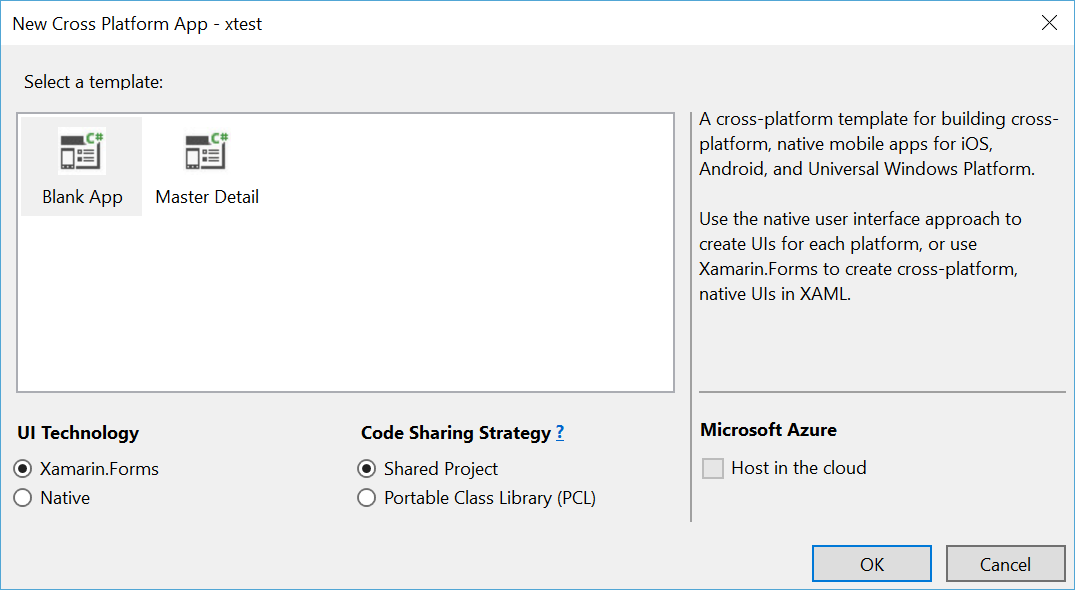 New Cross Platform App - xtest
Select a template:
C#
Blank App
C#
Master Detail
A cross-platform template for building cross-
platform, native mobile apps for iOS,
Android, and Universal Windows Platform.
Use the native user interface approach to
create UIs for each platform, or use
Xamarin.Forms to create cross-platform,
native UIs in XAML.
UI Technology
Xamarin.Forms
Native
Code Sharing Strategy ?
Shared Project
Portable Class Library (PCL)
Microsoft Azure
Host in the cloud
OK
Cancel